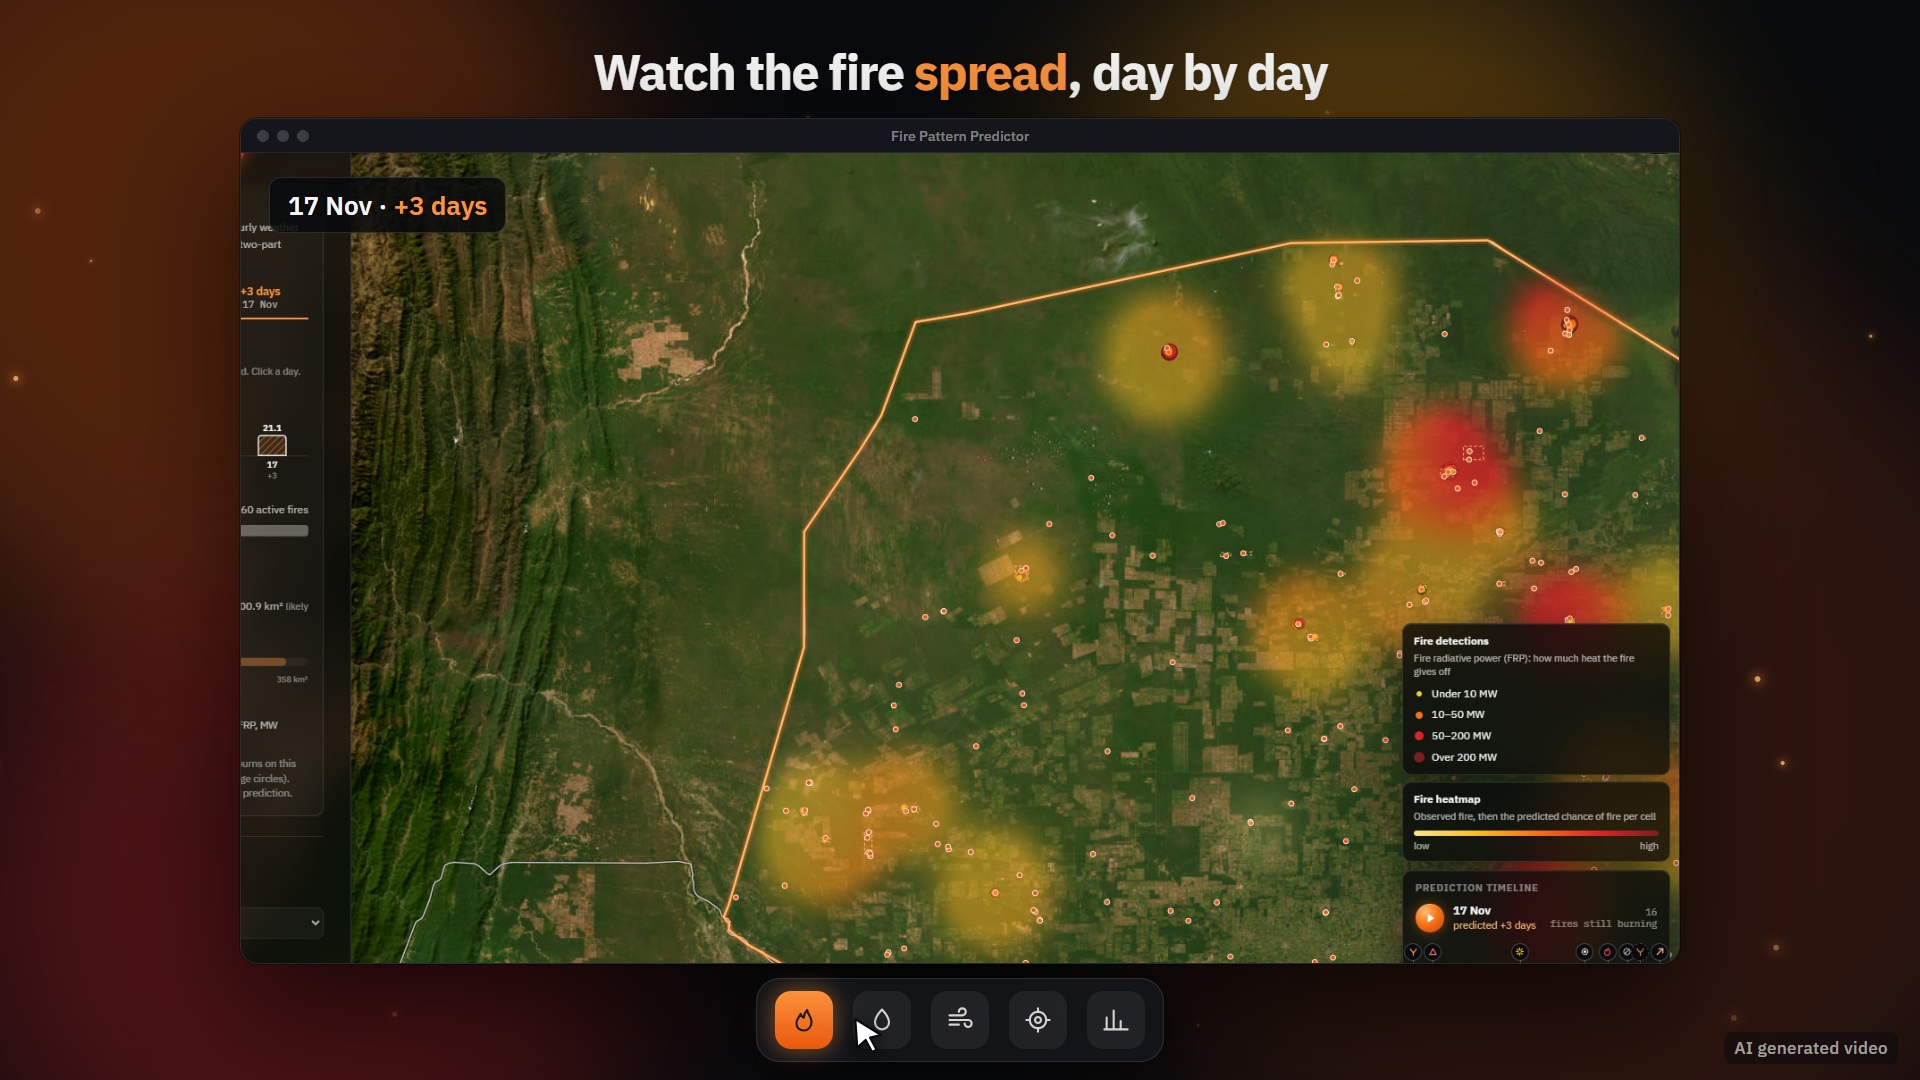 Watch the fire spread, day by day
Fire Pattern Predictor
17 Nov · +3 days
urly weather
two-part
+3 days
17 Nov
d. Click a day.
21.1
17
+3
60 active fires
00.9 km² likely
358 km²
FRP, MW
urns on this
ge circles).
prediction.
Fire detections
Fire radiative power (FRP): how much heat the fire
gives off
Under 10 MW
10–50 MW
50–200 MW
Over 200 MW
Fire heatmap
Observed fire, then the predicted chance of fire per cell
low high
PREDICTION TIMELINE
17 Nov 16
predicted +3 days fires still burning
AI generated video